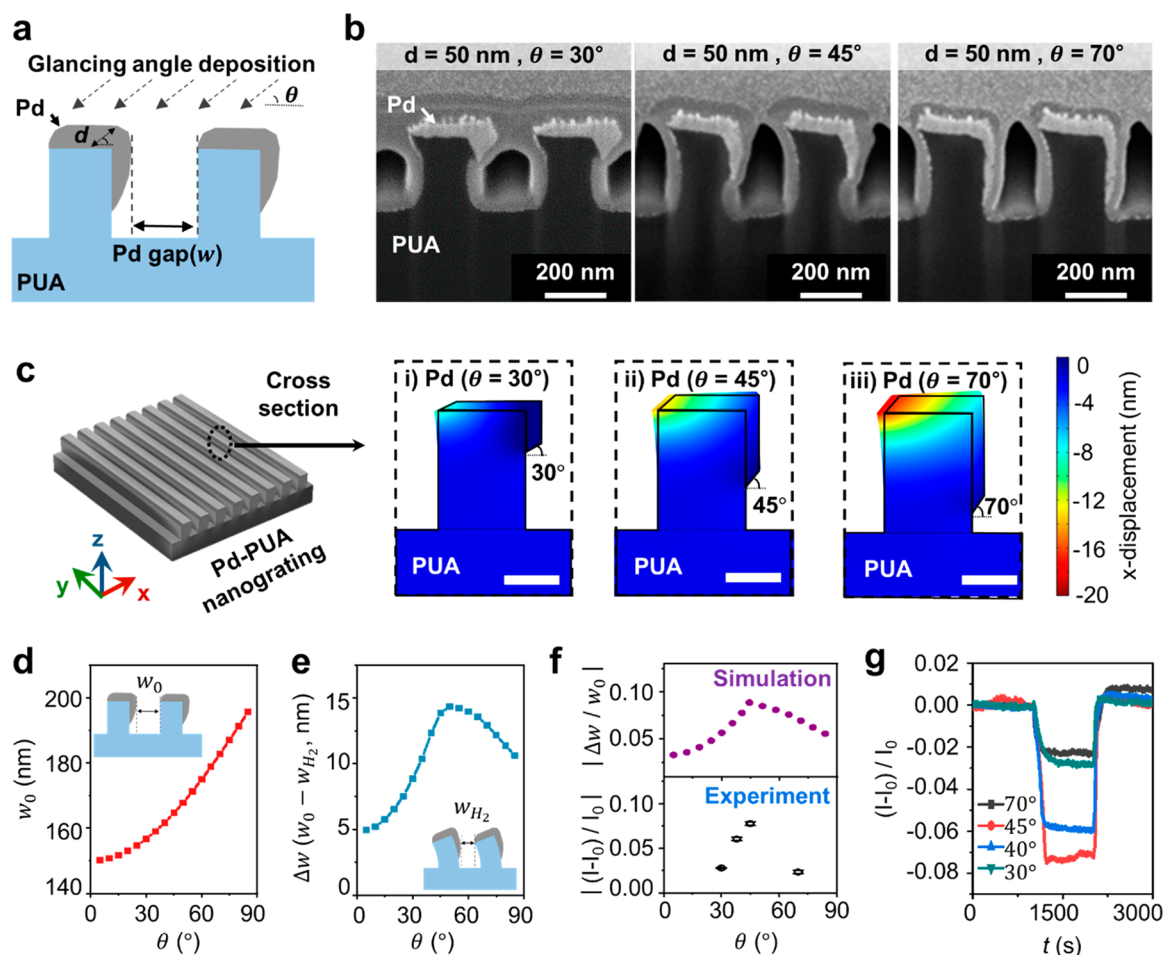 a
Glancing angle deposition
θ
Pd
d
Pd gap(w)
PUA
b
d = 50 nm , θ = 30°
d = 50 nm , θ = 45°
d = 50 nm , θ = 70°
Pd
PUA
200 nm
200 nm
200 nm
c
Cross
section
Pd-PUA
nanograting
z
y
x
i) Pd (θ = 30°)
30°
PUA
ii) Pd (θ = 45°)
45°
PUA
iii) Pd (θ = 70°)
70°
PUA
0
-4
-8
-12
-16
-20
x-displacement (nm)
d
w₀
200
180
160
140
w₀ (nm)
0 30 60 90
θ (°)
e
15
10
5
0
Δw (w₀ − w_H₂, nm)
w_H₂
0 30 60 90
θ (°)
f
Simulation
0.10
0.05
| Δw / w₀ |
Experiment
0.10
0.05
0.00
| (I-I₀) / I₀ |
0 30 60 90
θ (°)
g
0.02
0.00
-0.02
-0.04
-0.06
-0.08
(I-I₀) / I₀
70°
45°
40°
30°
0 1500 3000
t (s)